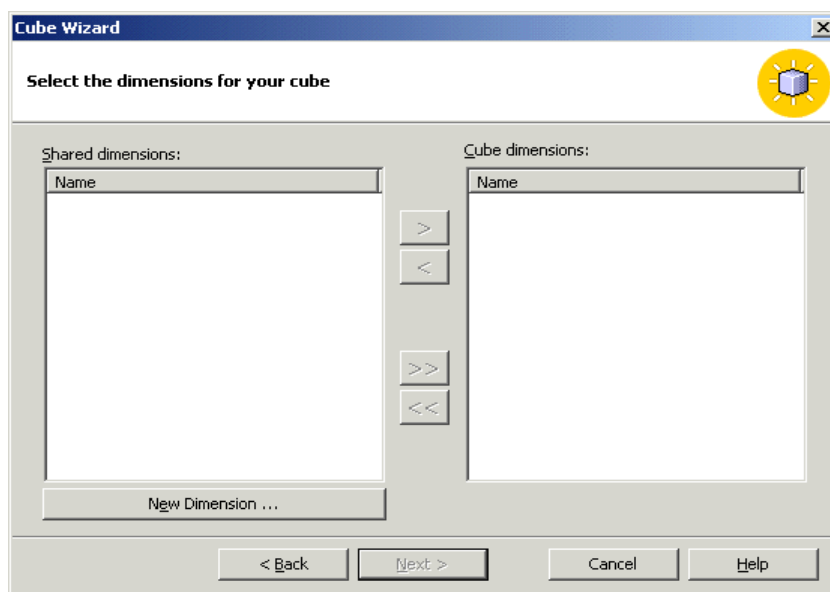 Cube Wizard
Select the dimensions for your cube
Shared dimensions:
Cube dimensions:
Name
Name
>
<
>>
<<
New Dimension ...
< Back
Next >
Cancel
Help